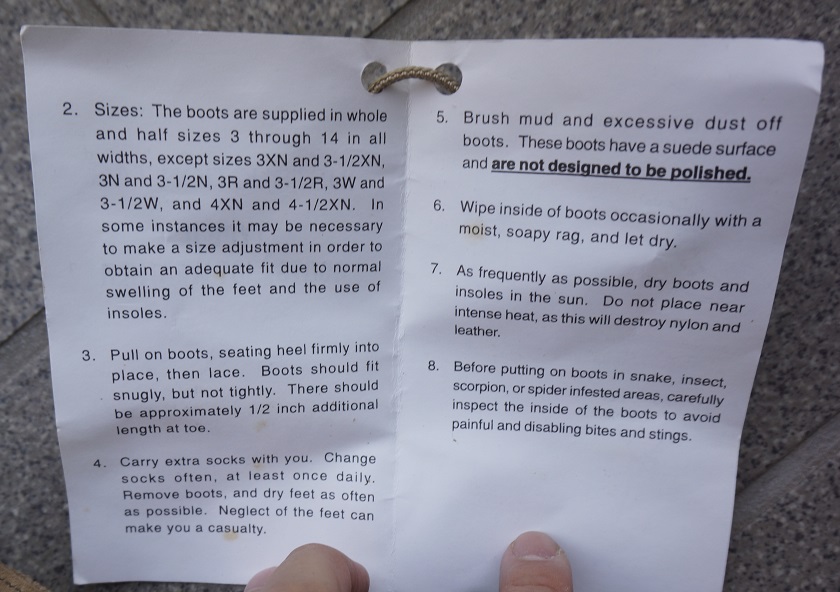 2. Sizes: The boots are supplied in whole
and half sizes 3 through 14 in all
widths, except sizes 3XN and 3-1/2XN,
3N and 3-1/2N, 3R and 3-1/2R, 3W and
3-1/2W, and 4XN and 4-1/2XN. In
some instances it may be necessary
to make a size adjustment in order to
obtain an adequate fit due to normal
swelling of the feet and the use of
insoles.
3. Pull on boots, seating heel firmly into
place, then lace. Boots should fit
snugly, but not tightly. There should
be approximately 1/2 inch additional
length at toe.
4. Carry extra socks with you. Change
socks often, at least once daily.
Remove boots, and dry feet as often
as possible. Neglect of the feet can
make you a casualty.
5. Brush mud and excessive dust off
boots. These boots have a suede surface
and are not designed to be polished.
6. Wipe inside of boots occasionally with a
moist, soapy rag, and let dry.
7. As frequently as possible, dry boots and
insoles in the sun. Do not place near
intense heat, as this will destroy nylon and
leather.
8. Before putting on boots in snake, insect,
scorpion, or spider infested areas, carefully
inspect the inside of the boots to avoid
painful and disabling bites and stings.